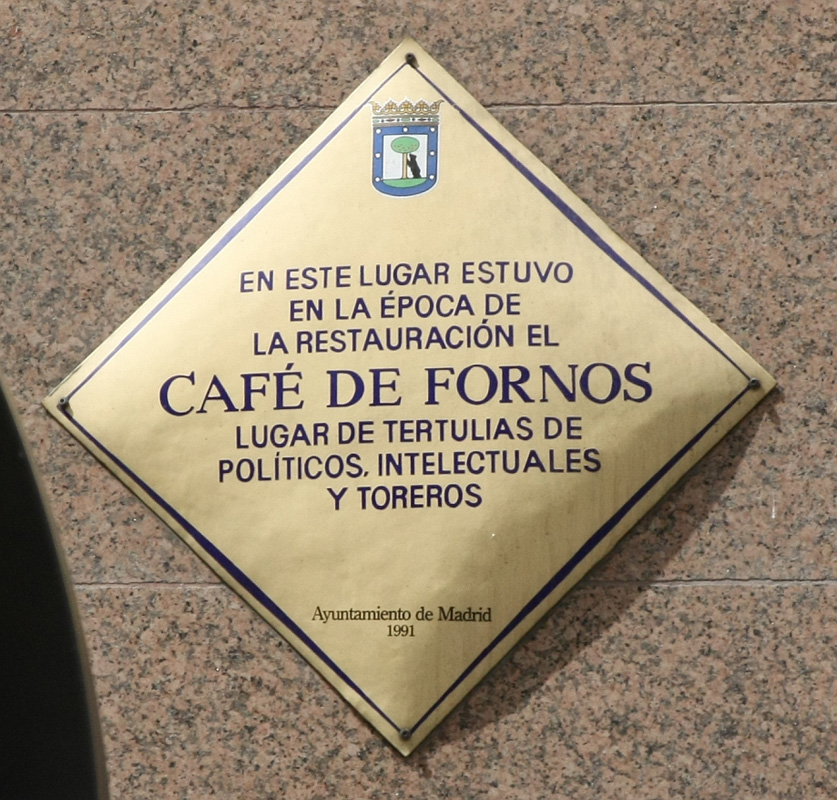 EN ESTE LUGAR ESTUVO
EN LA ÉPOCA DE
LA RESTAURACIÓN EL
CAFÉ DE FORNOS
LUGAR DE TERTULIAS DE
POLÍTICOS, INTELECTUALES
Y TOREROS
Ayuntamiento de Madrid
1991